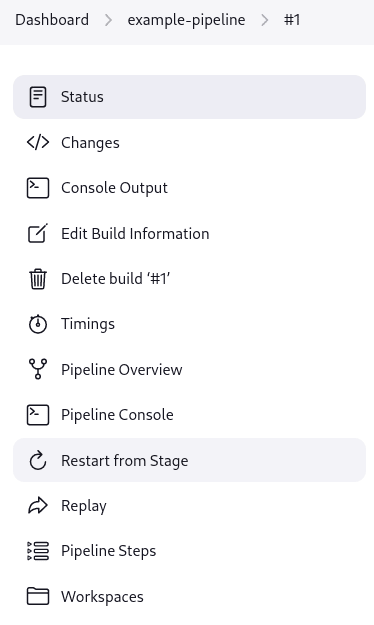 Dashboard > example-pipeline > #1
Status
Changes
Console Output
Edit Build Information
Delete build ‘#1’
Timings
Pipeline Overview
Pipeline Console
Restart from Stage
Replay
Pipeline Steps
Workspaces